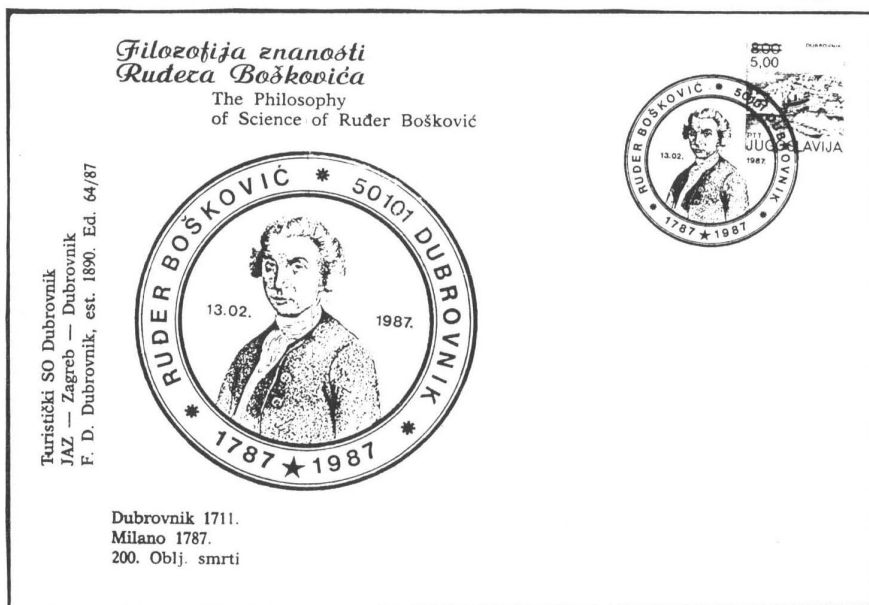 Filozofija znanosti
Ruđera Boškovića
The Philosophy
of Science of Ruđer Bošković
8.00
5,00
DUBROVNIK
PTT
JUGOSLAVIJA
RUĐER BOŠKOVIĆ * 50101 DUBROVNIK *
13.02. 1987.
1787 ★ 1987 *
RUĐER BOŠKOVIĆ * 50101 DUBROVNIK *
13.02. 1987.
1787 ★ 1987 *
Turistički SO Dubrovnik
JAZ — Zagreb — Dubrovnik
F. D. Dubrovnik, est. 1890. Ed. 64/87
Dubrovnik 1711.
Milano 1787.
200. Oblj. smrti